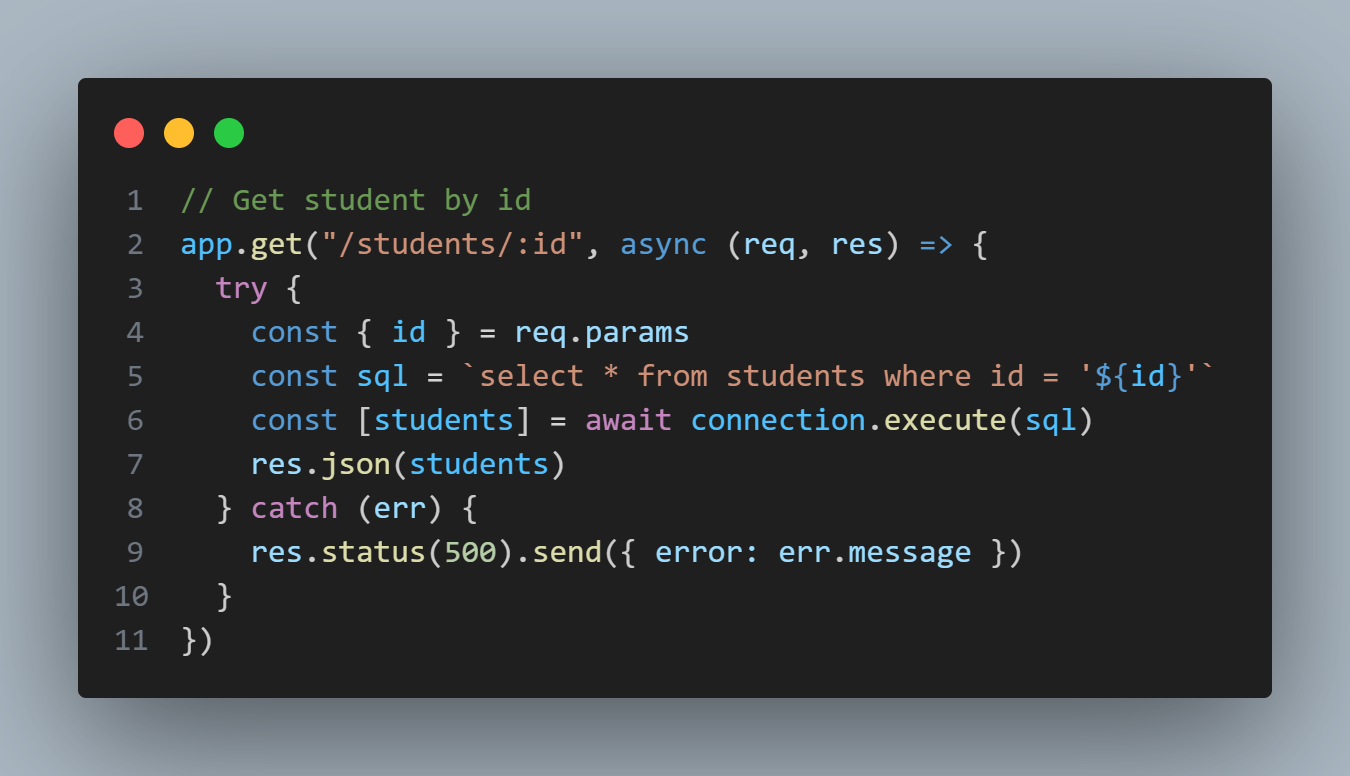 1 // Get student by id
2 app.get("/students/:id", async (req, res) => {
3   try {
4     const { id } = req.params
5     const sql = `select * from students where id = '${id}'`
6     const [students] = await connection.execute(sql)
7     res.json(students)
8   } catch (err) {
9     res.status(500).send({ error: err.message })
10   }
11 })